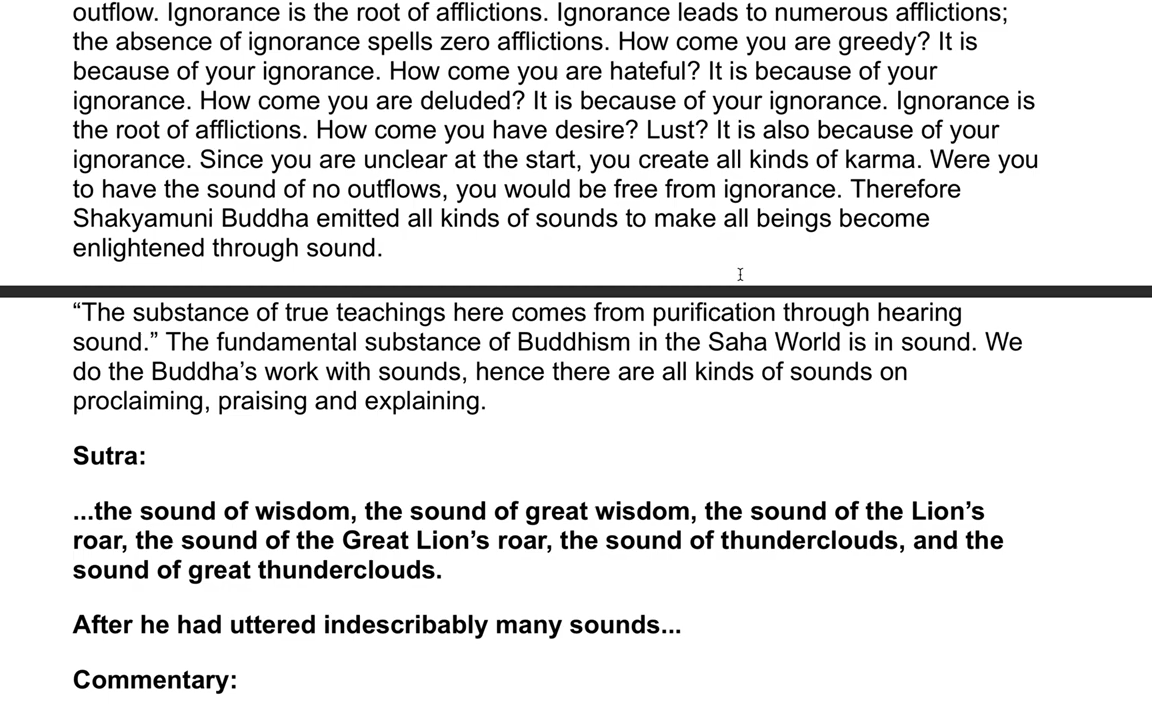 outflow. Ignorance is the root of afflictions. Ignorance leads to numerous afflictions;
the absence of ignorance spells zero afflictions. How come you are greedy? It is
because of your ignorance. How come you are hateful? It is because of your
ignorance. How come you are deluded? It is because of your ignorance. Ignorance is
the root of afflictions. How come you have desire? Lust? It is also because of your
ignorance. Since you are unclear at the start, you create all kinds of karma. Were you
to have the sound of no outflows, you would be free from ignorance. Therefore
Shakyamuni Buddha emitted all kinds of sounds to make all beings become
enlightened through sound.
“The substance of true teachings here comes from purification through hearing
sound.” The fundamental substance of Buddhism in the Saha World is in sound. We
do the Buddha’s work with sounds, hence there are all kinds of sounds on
proclaiming, praising and explaining.
Sutra:
...the sound of wisdom, the sound of great wisdom, the sound of the Lion’s
roar, the sound of the Great Lion’s roar, the sound of thunderclouds, and the
sound of great thunderclouds.
After he had uttered indescribably many sounds...
Commentary: